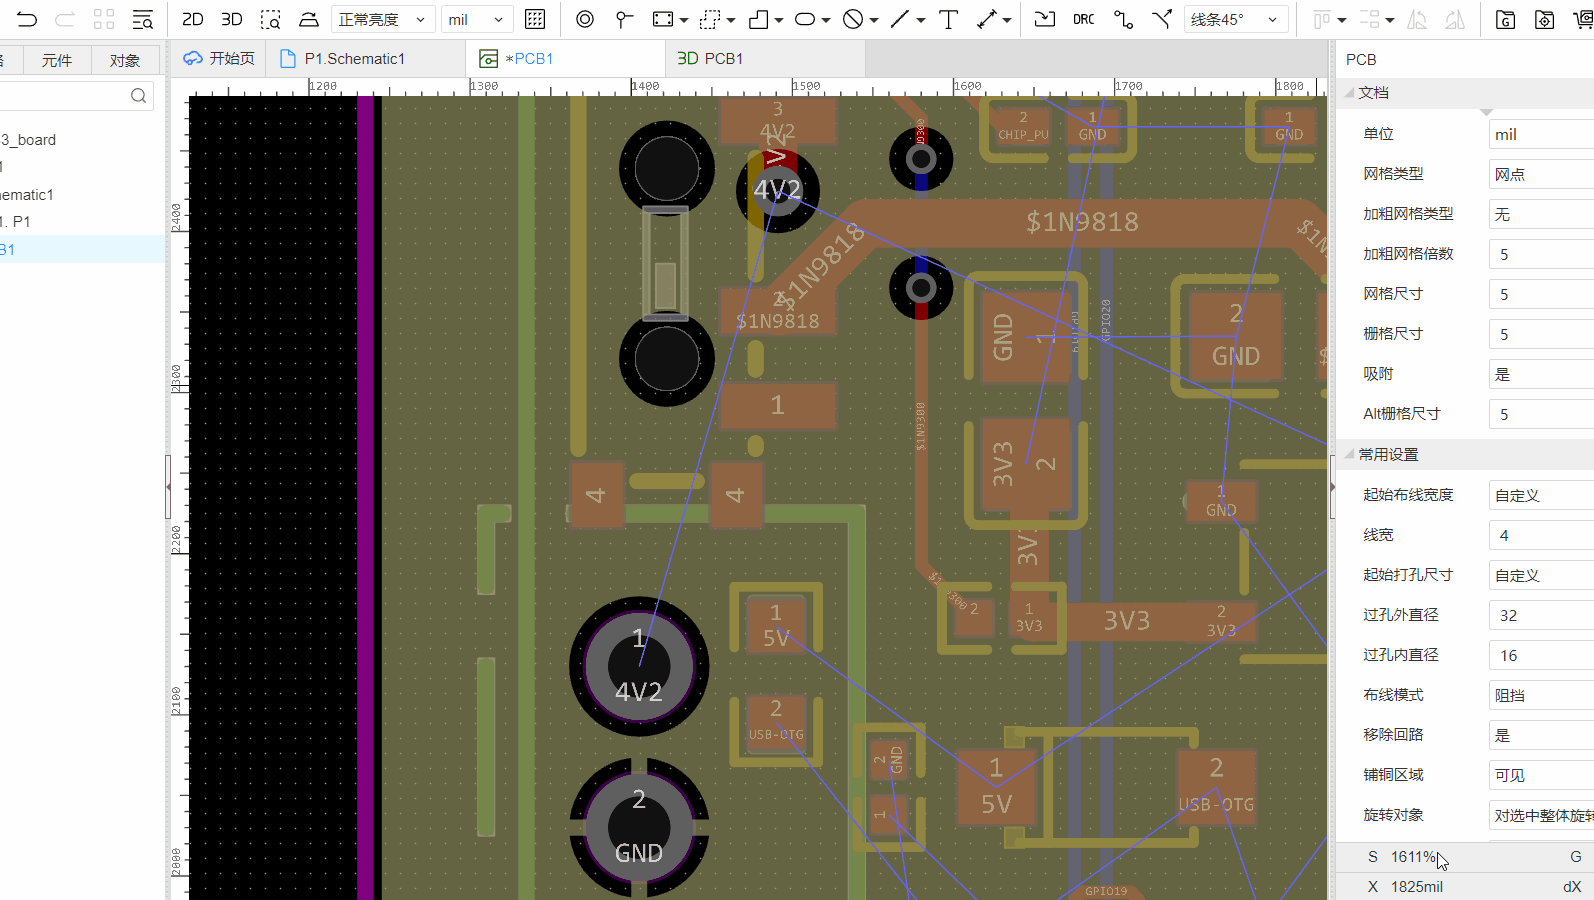 2D 3D 正常亮度 mil DRC 线条45°
元件 对象 开始页 P1.Schematic1 *PCB1 3D PCB1 PCB
1200 1300 1400 1500 1600 1700 1800
文档
3_board
ematic1
1. P1
B1
单位 mil
网格类型 网点
加粗网格类型 无
加粗网格倍数 5
网格尺寸 5
栅格尺寸 5
吸附 是
Alt栅格尺寸 5
常用设置
起始布线宽度 自定义
线宽 4
起始打孔尺寸 自定义
过孔外直径 32
过孔内直径 16
布线模式 阻挡
移除回路 是
铺铜区域 可见
旋转对象 对选中整体旋转
S 1611% G
X 1825mil dX
2400
2300
2200
2100
2000
3
4V2
V2
4V2
2
CHIP_PU
1
GND
1
GND
$1N9818
$1N9818
2
$1N9818
GND
1
GPIO20
2
GND
1
$1N9300
3V3
2
4
4
1
GND
3V
2
1
3V3
3V3
2
3V3
1
5V
1
4V2
2
USB-OTG
2
GND
1
1
5V
2
USB-OTG
2
GND
GPIO19